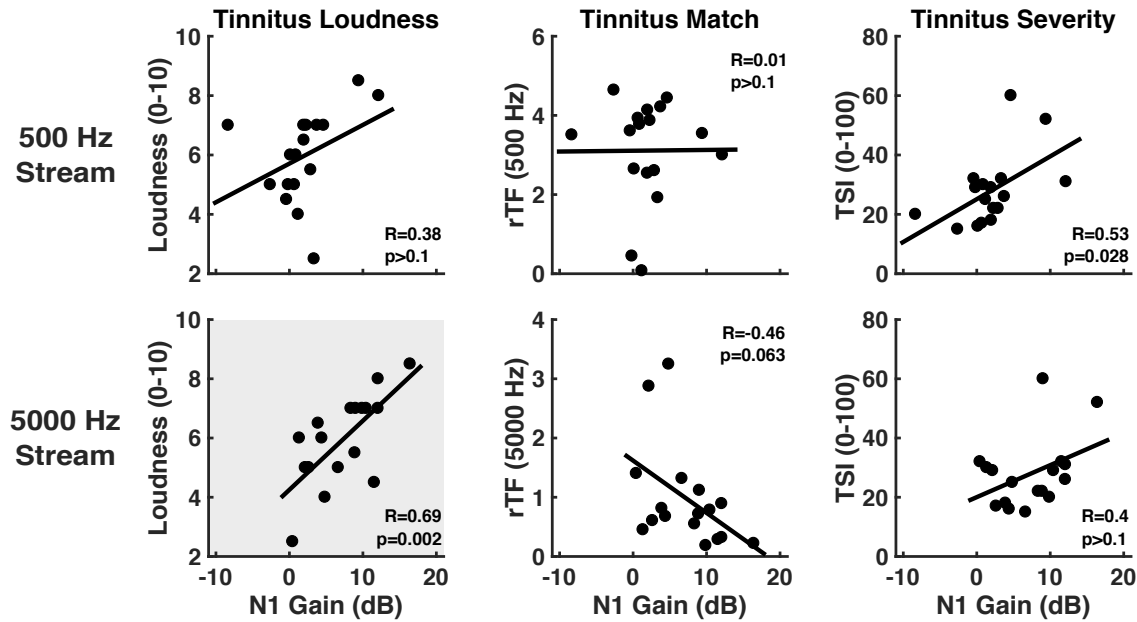 Tinnitus Loudness
Tinnitus Match
Tinnitus Severity
500 Hz
Stream
Loudness (0-10)
10
8
6
4
2
R=0.38
p>0.1
rTF (500 Hz)
6
4
2
0
R=0.01
p>0.1
TSI (0-100)
80
60
40
20
0
R=0.53
p=0.028
5000 Hz
Stream
Loudness (0-10)
10
8
6
4
2
R=0.69
p=0.002
-10 0 10 20
N1 Gain (dB)
rTF (5000 Hz)
4
3
2
1
0
R=-0.46
p=0.063
-10 0 10 20
N1 Gain (dB)
TSI (0-100)
80
60
40
20
0
R=0.4
p>0.1
-10 0 10 20
N1 Gain (dB)